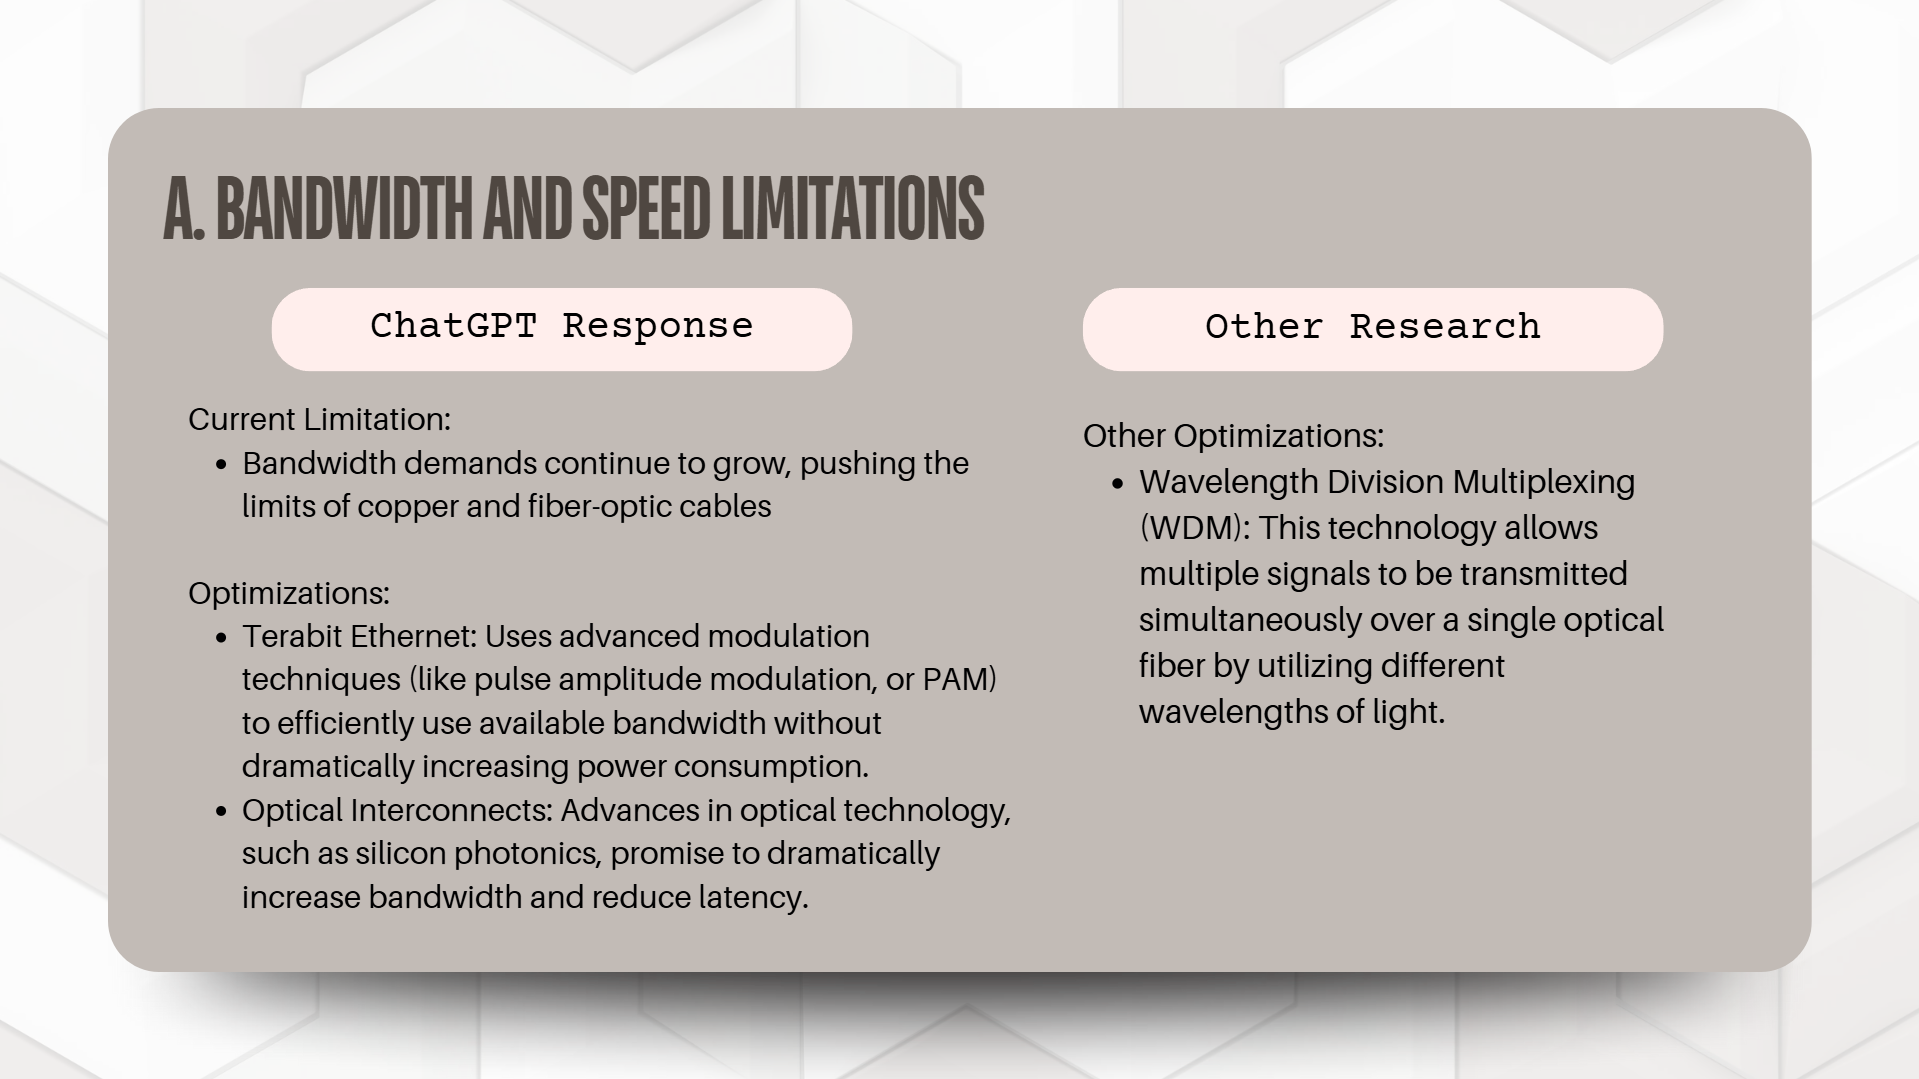 A. BANDWIDTH AND SPEED LIMITATIONS
ChatGPT Response
Current Limitation:
• Bandwidth demands continue to grow, pushing the
limits of copper and fiber-optic cables
Optimizations:
• Terabit Ethernet: Uses advanced modulation
techniques (like pulse amplitude modulation, or PAM)
to efficiently use available bandwidth without
dramatically increasing power consumption.
• Optical Interconnects: Advances in optical technology,
such as silicon photonics, promise to dramatically
increase bandwidth and reduce latency.
Other Research
Other Optimizations:
• Wavelength Division Multiplexing
(WDM): This technology allows
multiple signals to be transmitted
simultaneously over a single optical
fiber by utilizing different
wavelengths of light.